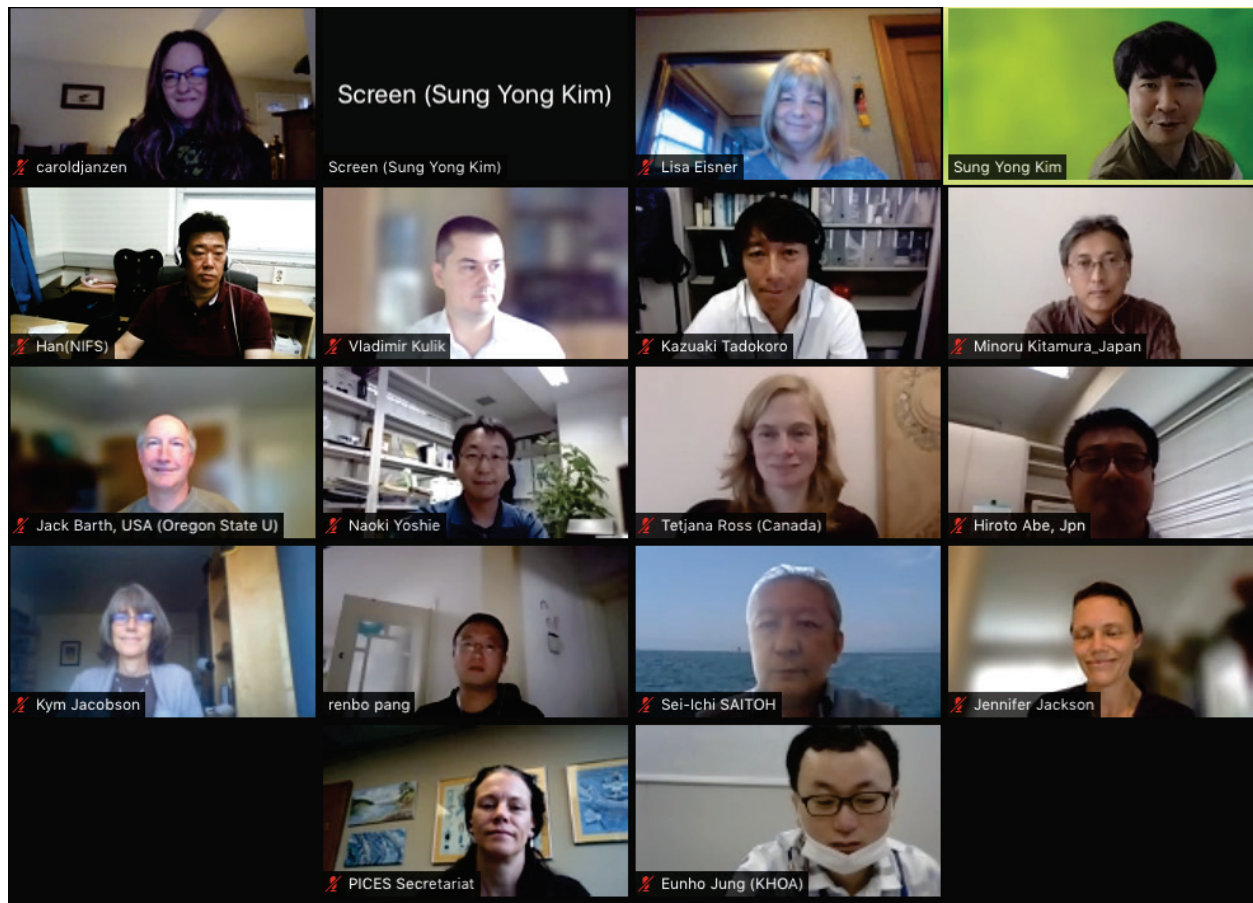 caroldjanzen
Screen (Sung Yong Kim)
Screen (Sung Yong Kim)
Lisa Eisner
Sung Yong Kim
Han(NIFS)
Vladimir Kulik
Kazuaki Tadokoro
Minoru Kitamura_Japan
Jack Barth, USA (Oregon State U)
Naoki Yoshie
Tetjana Ross (Canada)
Hiroto Abe, Jpn
Kym Jacobson
renbo pang
Sei-Ichi SAITOH
Jennifer Jackson
PICES Secretariat
Eunho Jung (KHOA)